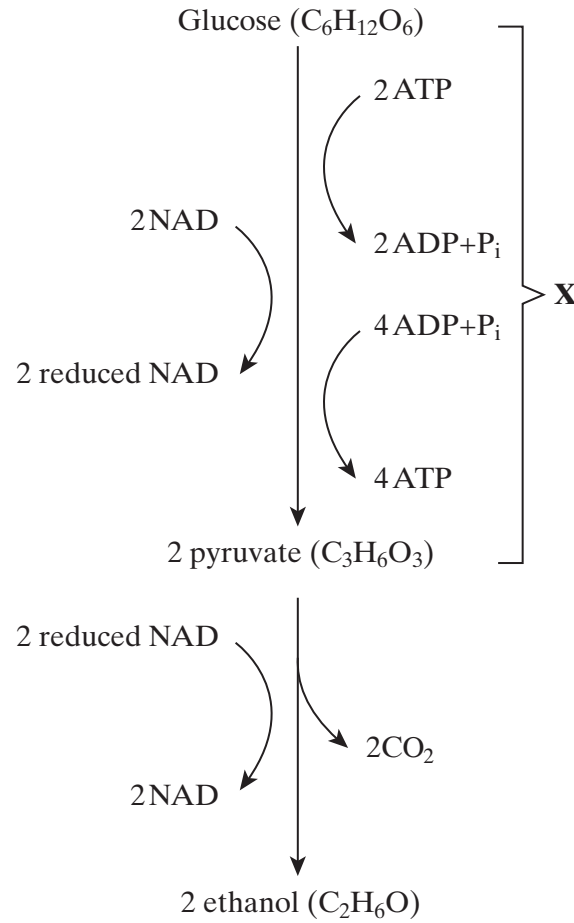 Glucose (C₆H₁₂O₆)
2 ATP
2 NAD
2 ADP+Pᵢ
X
4 ADP+Pᵢ
2 reduced NAD
4 ATP
2 pyruvate (C₃H₆O₃)
2 reduced NAD
2CO₂
2 NAD
2 ethanol (C₂H₆O)